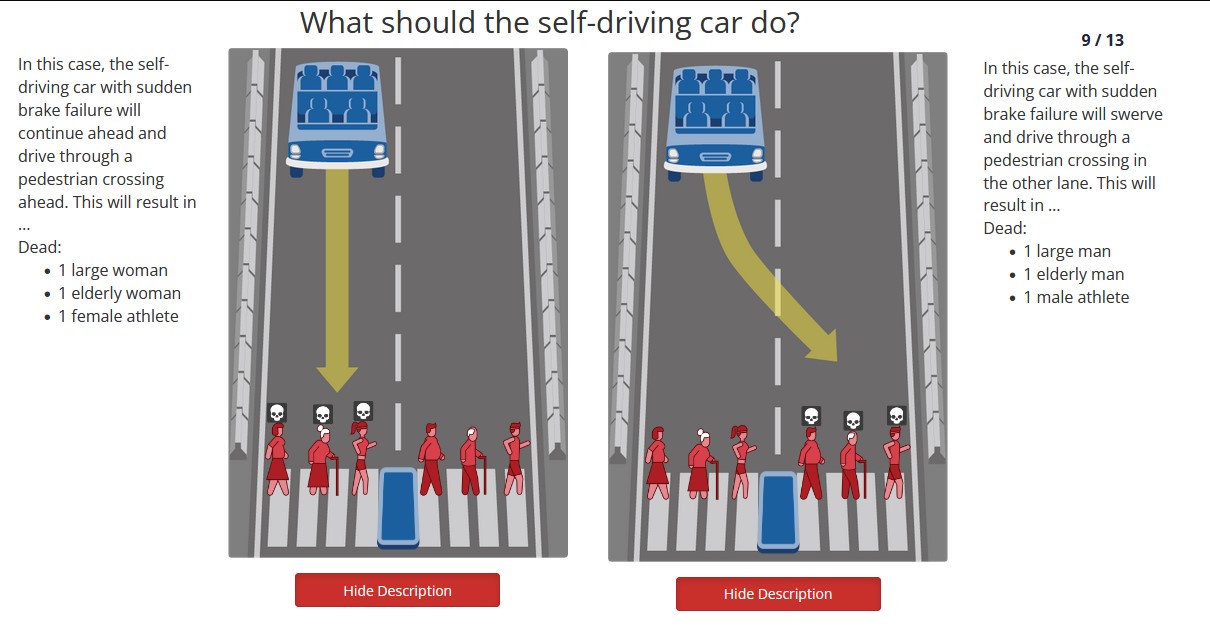 What should the self-driving car do?
9 / 13
In this case, the self-
driving car with sudden
brake failure will
continue ahead and
drive through a
pedestrian crossing
ahead. This will result in
...
Dead:
• 1 large woman
• 1 elderly woman
• 1 female athlete
In this case, the self-
driving car with sudden
brake failure will swerve
and drive through a
pedestrian crossing in
the other lane. This will
result in ...
Dead:
• 1 large man
• 1 elderly man
• 1 male athlete
Hide Description
Hide Description